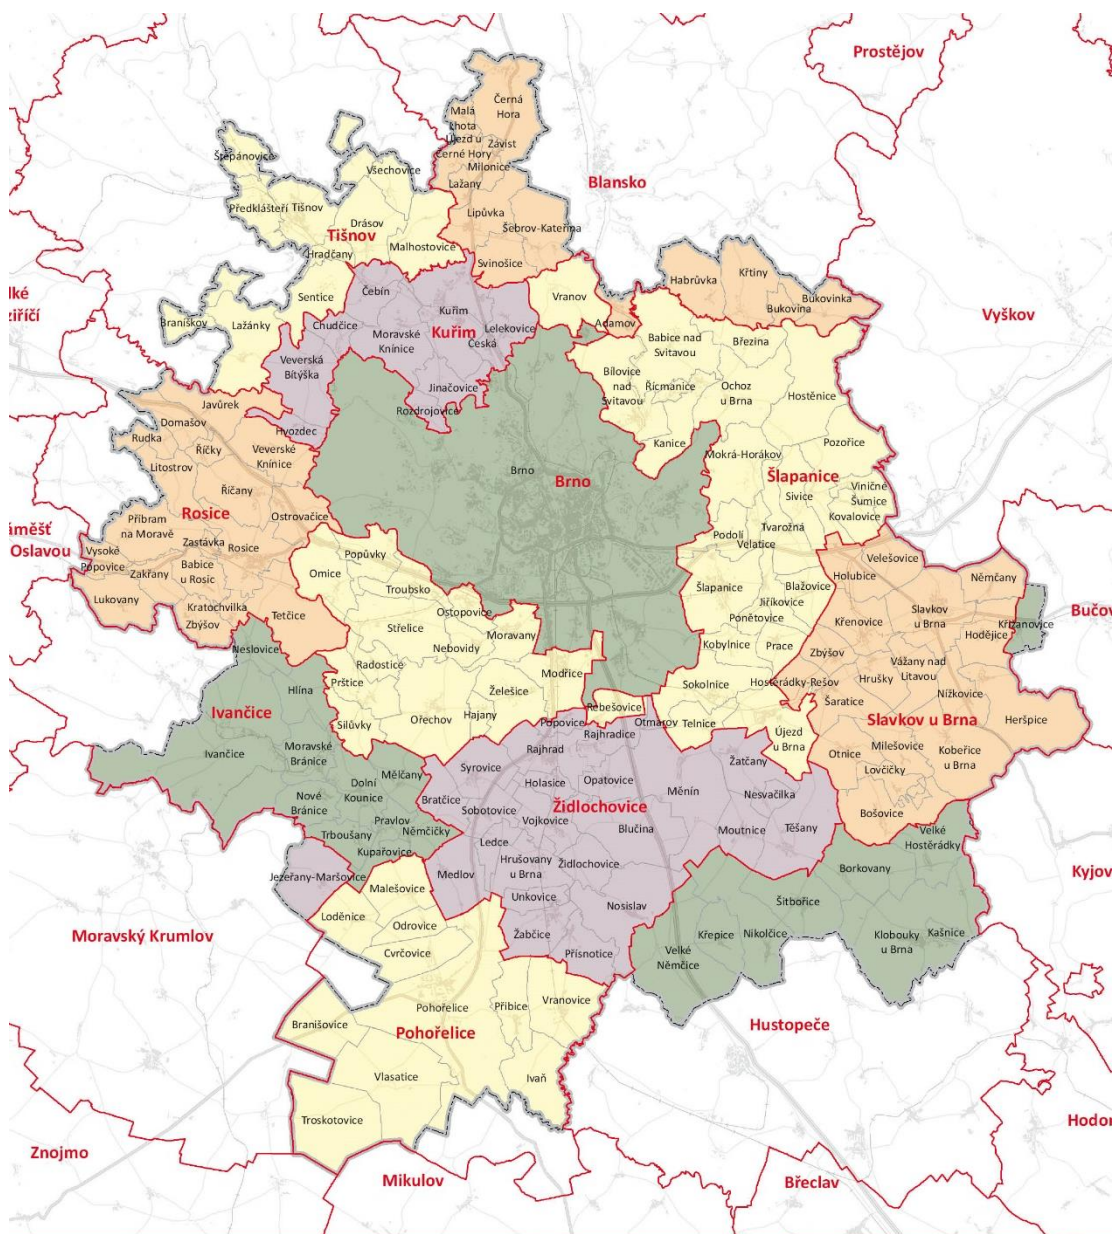 Prostějov
Černá
Hora
Malá
Lhota
Újezd u
Černé Hory
Závist
Milonice
Lažany
Blansko
Štěpánovice
Všechovice
Předklášteří
Tišnov
Drásov
Tišnov
Malhostovice
Hradčany
Lipůvka
Šebrov-Kateřina
Svinošice
Habrůvka
Křtiny
Bukovinka
Bukovina
Vyškov
Vranov
Adamov
Sentice
Braníškov
Lažánky
Čebín
Kuřim
Chudčice
Moravské
Knínice
Kuřim
Lelekovice
Česká
Veverská
Bítýška
Jinačovice
Rozdrojovice
Hvozdec
Babice nad
Svitavou
Březina
Bílovice
nad
Svitavou
Řícmanice
Ochoz
u Brna
Hostěnice
Kanice
Pozořice
Mokrá-Horákov
Šlapanice
Sivice
Viničné
Šumice
Kovalovice
Tvarožná
Podolí
Velatice
Javůrek
Domašov
Rudka
Říčky
Veverské
Knínice
Litostrov
Říčany
Rosice
Ostrovačice
Příbram
na Moravě
Zastávka
Rosice
Vysoké
Popovice
Zakřany
Babice
u Rosic
Lukovany
Kratochvilka
Zbýšov
Tetčice
Brno
Brno
Popůvky
Omice
Troubsko
Ostopovice
Střelice
Moravany
Nebovidy
Radostice
Prštice
Modřice
Želešice
Hajany
Ořechov
Silůvky
Šlapanice
Blažovice
Jiříkovice
Ponětovice
Kobylnice
Prace
Sokolnice
Hostěrádky-Rešov
Rebešovice
Otmarov
Telnice
Újezd
u Brna
Velešovice
Holubice
Němčany
Křenovice
Slavkov
u Brna
Hodějice
Křižanovice
Bučov
Zbýšov
Vážany nad
Litavou
Hrušky
Nížkovice
Šaratice
Slavkov u Brna
Heršpice
Otnice
Milešovice
Kobeřice
u Brna
Lovčičky
Bošovice
Neslovice
Hlína
Ivančice
Ivančice
Moravské
Bránice
Mělčany
Dolní
Kounice
Nové
Bránice
Pravlov
Trboušany
Němčičky
Kupařovice
Popovice
Rajhradice
Rajhrad
Syrovice
Holasice
Opatovice
Žatčany
Bratčice
Sobotovice
Židlochovice
Měnín
Nesvačilka
Vojkovice
Blučina
Moutnice
Těšany
Ledce
Hrušovany
u Brna
Židlochovice
Medlov
Unkovice
Nosislav
Žabčice
Přísnotice
Jezeřany-Maršovice
Velké
Hostěrádky
Borkovany
Šitbořice
Křepice
Nikolčice
Klobouky
u Brna
Kašnice
Velké
Němčice
Kyjov
Moravský Krumlov
Malešovice
Loděnice
Odrovice
Cvrčovice
Pohořelice
Přibice
Vranovice
Branišovice
Pohořelice
Vlasatice
Ivaň
Troskotovice
Hustopeče
Znojmo
Mikulov
Břeclav